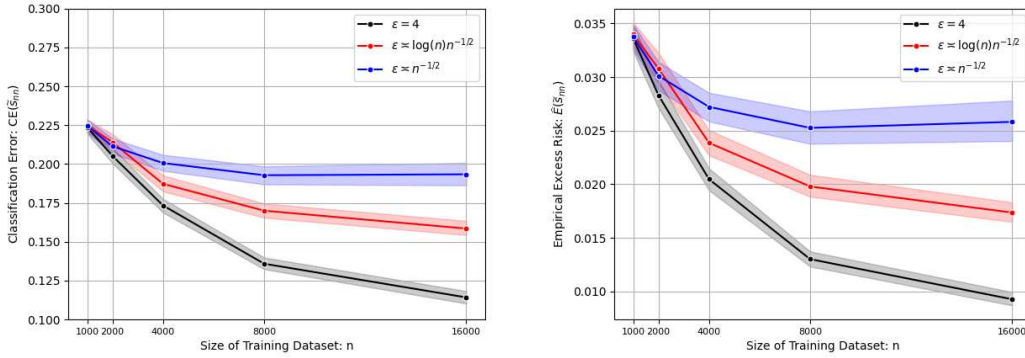 0.300
0.275
0.250
0.225
0.200
0.175
0.150
0.125
0.100
Classification Error: CE(s̃nn)
1000 2000 4000 8000 16000
Size of Training Dataset: n
ε = 4
ε ≍ log(n)n^{-1/2}
ε ≍ n^{-1/2}
0.035
0.030
0.025
0.020
0.015
0.010
Empirical Excess Risk: Ê(s̃nn)
1000 2000 4000 8000 16000
Size of Training Dataset: n
ε = 4
ε ≍ log(n)n^{-1/2}
ε ≍ n^{-1/2}